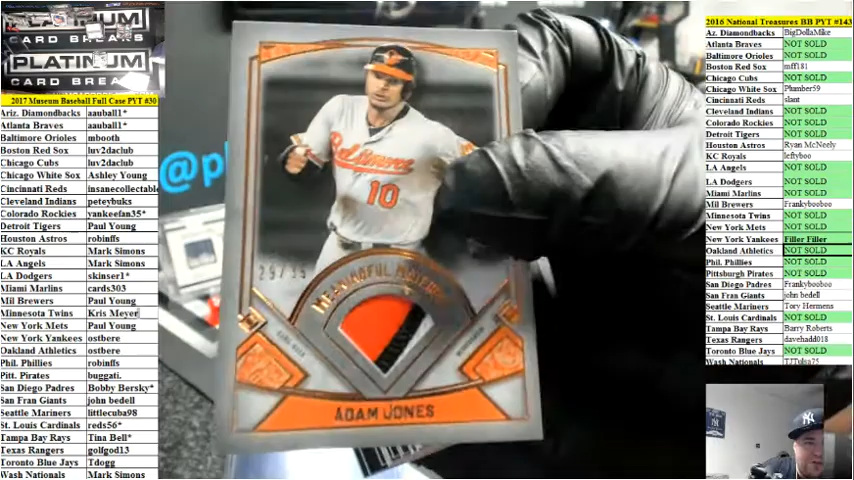 PLATINUM
CARD BREAKS
PLATINUM
CARD BREAKS
2017 Museum Baseball Full Case PYT #30
Ariz. Diamondbacks aauball1*
Atlanta Braves aauball1*
Baltimore Orioles mbooth
Boston Red Sox luv2daclub
Chicago Cubs luv2daclub
Chicago White Sox Ashley Young
Cincinnati Reds insanecollectable
Cleveland Indians peteybuks
Colorado Rockies yankeefan35*
Detroit Tigers Paul Young
Houston Astros robinffs
KC Royals Mark Simons
LA Angels Mark Simons
LA Dodgers skinser1*
Miami Marlins cards303
Mil Brewers Paul Young
Minnesota Twins Kris Meyer
New York Mets Paul Young
New York Yankees ostbere
Oakland Athletics ostbere
Phil. Phillies robinffs
Pitt. Pirates buggati.
San Diego Padres Bobby Bersky*
San Fran Giants john bedell
Seattle Mariners littlecuba98
St. Louis Cardinals reds56*
Tampa Bay Rays Tina Bell*
Texas Rangers golfgod13
Toronto Blue Jays Tdogg
Wash Nationals Mark Simons
@pl
Baltimore
10
MEANINGFUL
ADAM JONES
2016 National Treasures BB PYT #143
Az. Diamondbacks BigDollaMike
Atlanta Braves NOT SOLD
Baltimore Orioles NOT SOLD
Boston Red Sox mff181
Chicago Cubs NOT SOLD
Chicago White Sox Plumber59
Cincinnati Reds slant
Cleveland Indians NOT SOLD
Colorado Rockies NOT SOLD
Detroit Tigers NOT SOLD
Houston Astros Ryan McNeely
KC Royals leftyboo
LA Angels NOT SOLD
LA Dodgers NOT SOLD
Miami Marlins NOT SOLD
Mil Brewers Frankybooboo
Minnesota Twins NOT SOLD
New York Mets NOT SOLD
New York Yankees Filler Filler
Oakland Athletics NOT SOLD
Phil. Phillies NOT SOLD
Pittsburgh Pirates NOT SOLD
San Diego Padres Frankybooboo
San Fran Giants john bedell
Seattle Mariners Tory Hermens
St. Louis Cardinals NOT SOLD
Tampa Bay Rays Barry Roberts
Texas Rangers davehadd018
Toronto Blue Jays NOT SOLD
Wash Nationals TJTulsa75